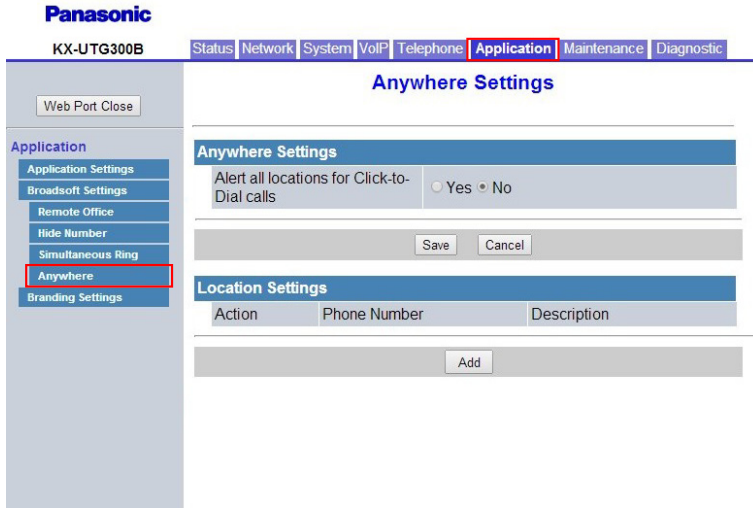 Panasonic
KX-UTG300B
Status Network System VoIP Telephone Application Maintenance Diagnostic
Web Port Close
Anywhere Settings
Application
Application Settings
Broadsoft Settings
Remote Office
Hide Number
Simultaneous Ring
Anywhere
Branding Settings
Anywhere Settings
Alert all locations for Click-to-
Dial calls
Yes No
Save Cancel
Location Settings
Action Phone Number Description
Add